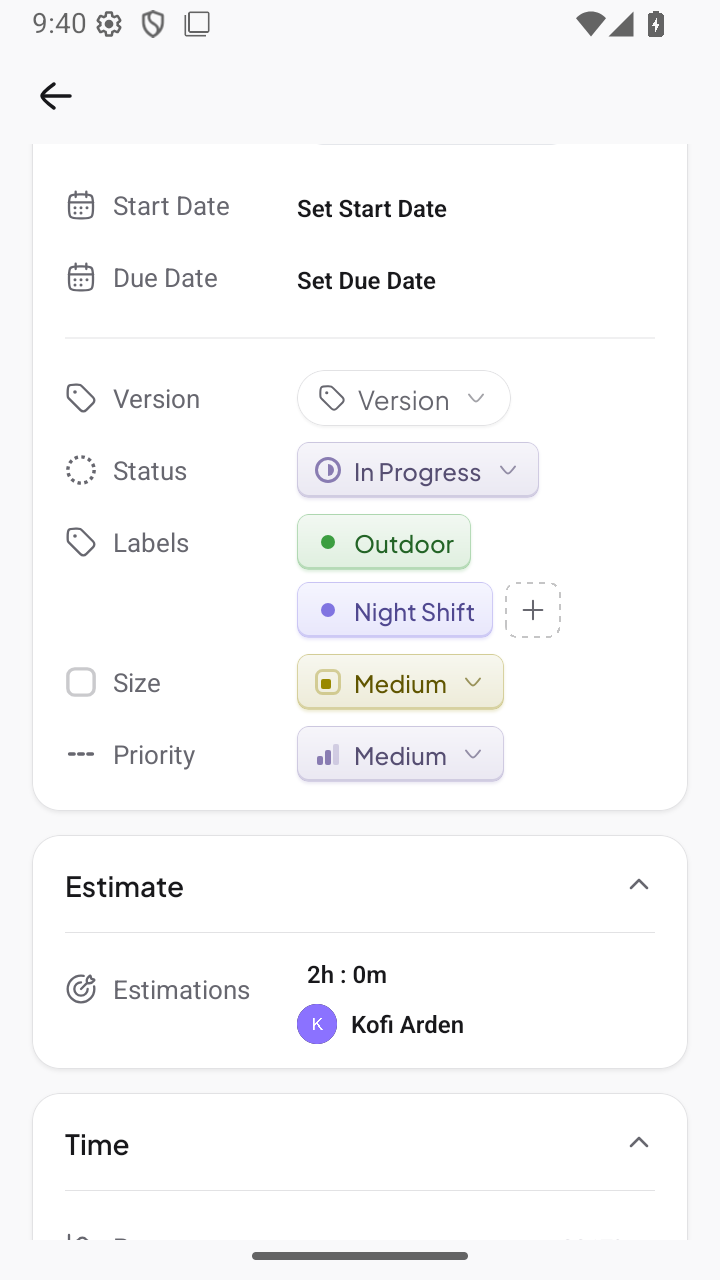 9:40
Start Date
Set Start Date
Due Date
Set Due Date
Version
Version
Status
In Progress
Labels
Outdoor
Night Shift
Size
Medium
Priority
Medium
Estimate
Estimations
2h : 0m
K
Kofi Arden
Time